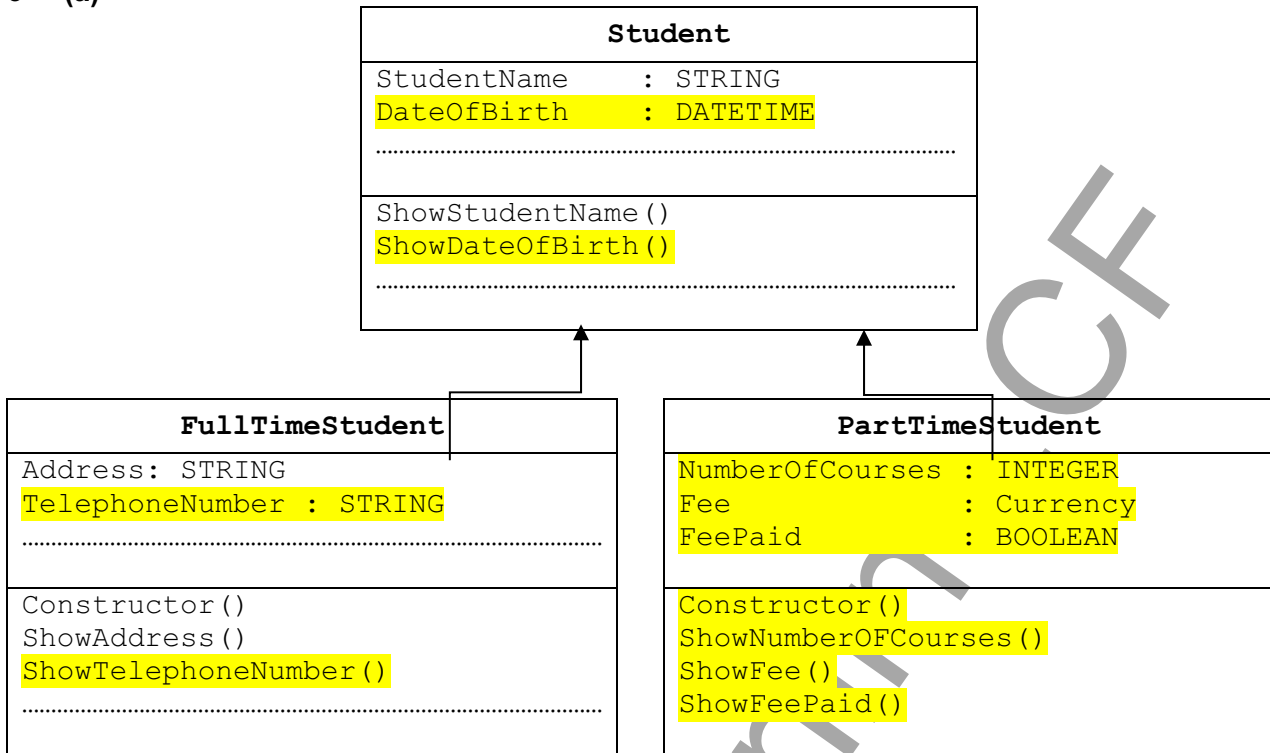 (a)
Student
StudentName : STRING
DateOfBirth : DATETIME
ShowStudentName()
ShowDateOfBirth()
FullTimeStudent
Address: STRING
TelephoneNumber : STRING
Constructor()
ShowAddress()
ShowTelephoneNumber()
PartTimeStudent
NumberOfCourses : INTEGER
Fee : Currency
FeePaid : BOOLEAN
Constructor()
ShowNumberOFCourses()
ShowFee()
ShowFeePaid()